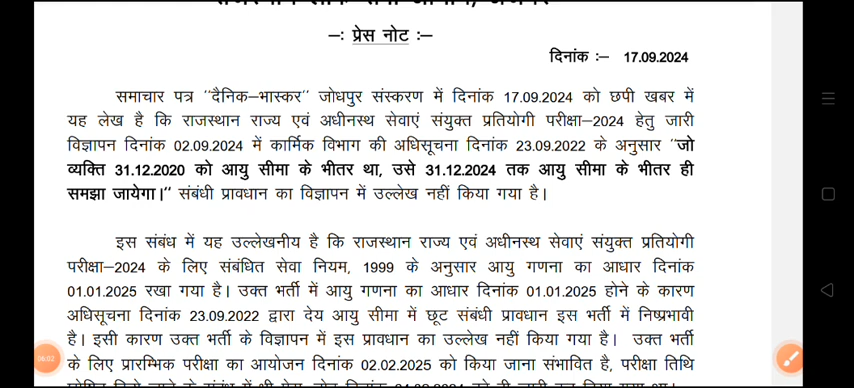 –: प्रेस नोट :–
दिनांक :– 17.09.2024
समाचार पत्र ''दैनिक–भास्कर'' जोधपुर संस्करण में दिनांक 17.09.2024 को छपी खबर में
यह लेख है कि राजस्थान राज्य एवं अधीनस्थ सेवाएं संयुक्त प्रतियोगी परीक्षा–2024 हेतु जारी
विज्ञापन दिनांक 02.09.2024 में कार्मिक विभाग की अधिसूचना दिनांक 23.09.2022 के अनुसार ''जो
व्यक्ति 31.12.2020 को आयु सीमा के भीतर था, उसे 31.12.2024 तक आयु सीमा के भीतर ही
समझा जायेगा।'' संबंधी प्रावधान का विज्ञापन में उल्लेख नहीं किया गया है।
इस संबंध में यह उल्लेखनीय है कि राजस्थान राज्य एवं अधीनस्थ सेवाएं संयुक्त प्रतियोगी
परीक्षा–2024 के लिए संबंधित सेवा नियम, 1999 के अनुसार आयु गणना का आधार दिनांक
01.01.2025 रखा गया है। उक्त भर्ती में आयु गणना का आधार दिनांक 01.01.2025 होने के कारण
अधिसूचना दिनांक 23.09.2022 द्वारा देय आयु सीमा में छूट संबंधी प्रावधान इस भर्ती में निष्प्रभावी
है। इसी कारण उक्त भर्ती के विज्ञापन में इस प्रावधान का उल्लेख नहीं किया गया है। उक्त भर्ती
के लिए प्रारम्भिक परीक्षा का आयोजन दिनांक 02.02.2025 को किया जाना संभावित है, परीक्षा तिथि
06:02